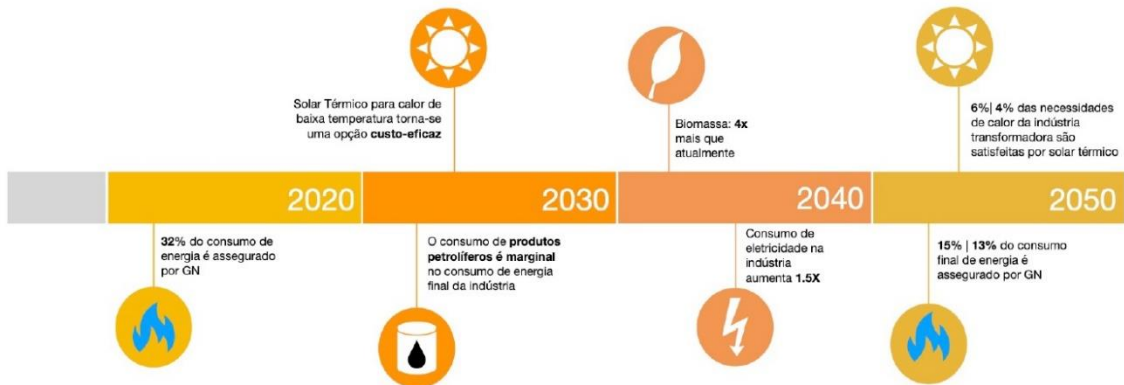 Solar Térmico para calor de
baixa temperatura torna-se
uma opção custo-eficaz
Biomassa: 4x
mais que
atualmente
6%| 4% das necessidades
de calor da indústria
transformadora são
satisfeitas por solar térmico
2020
2030
2040
2050
32% do consumo de
energia é assegurado
por GN
O consumo de produtos
petrolíferos é marginal
no consumo de energia
final da indústria
Consumo de
eletricidade na
indústria
aumenta 1.5X
15% | 13% do consumo
final de energia é
assegurado por GN